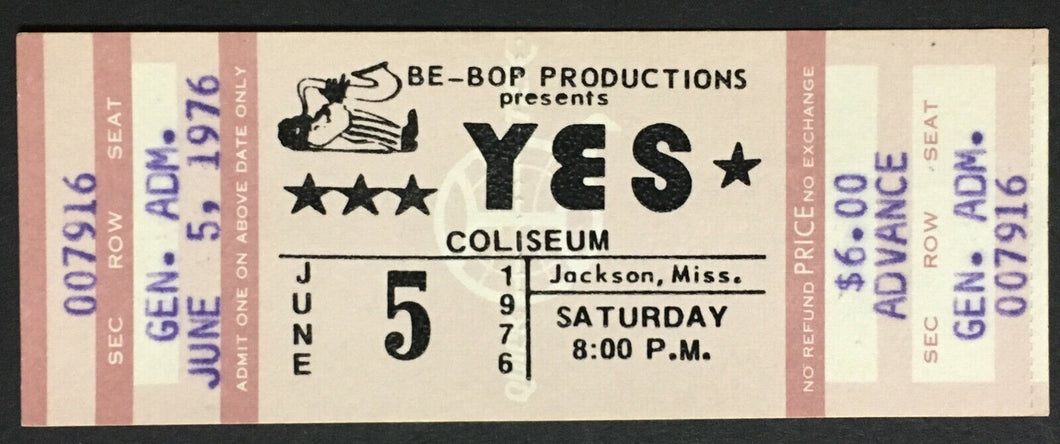 007916
SEC ROW SEAT
GEN. ADM.
JUNE 5, 1976
ADMIT ONE ON ABOVE DATE ONLY
BE-BOP PRODUCTIONS
presents
YES
COLISEUM
JUNE
5
1976
Jackson, Miss.
SATURDAY
8:00 P.M.
NO REFUND PRICE NO EXCHANGE
$6.00
ADVANCE
SEC ROW SEAT
GEN. ADM.
007916